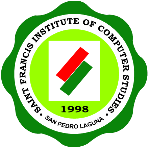 • SAINT FRANCIS INSTITUTE OF COMPUTER STUDIES •
1998
SAN PEDRO LAGUNA